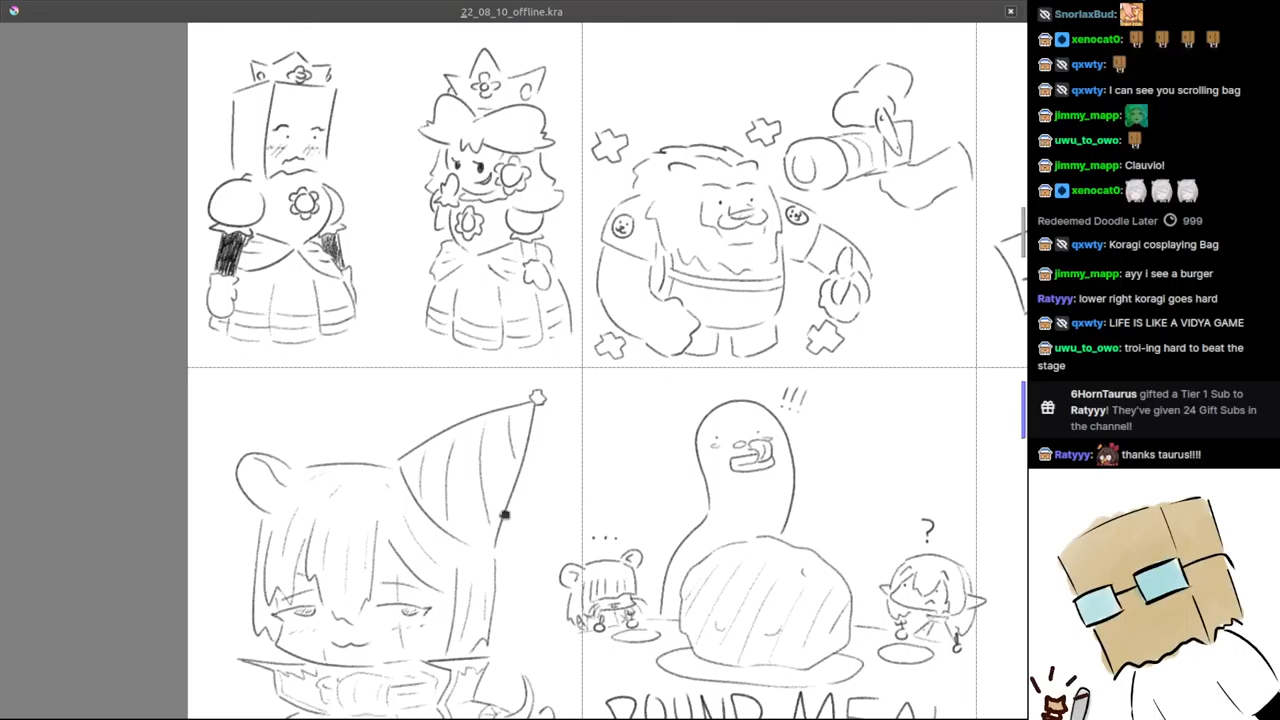 22_08_10_offline.kra
SnorlaxBud:
xenocat0:
qxwty:
qxwty: I can see you scrolling bag
jimmy_mapp:
uwu_to_owo:
jimmy_mapp: Clauvio!
xenocat0:
Redeemed Doodle Later 999
qxwty: Koragi cosplaying Bag
jimmy_mapp: ayy i see a burger
Ratyyy: lower right koragi goes hard
qxwty: LIFE IS LIKE A VIDYA GAME
uwu_to_owo: troi-ing hard to beat the
stage
6HornTaurus gifted a Tier 1 Sub to
Ratyyy! They've given 24 Gift Subs in
the channel!
Ratyyy: thanks taurus!!!!
!!!
...
?